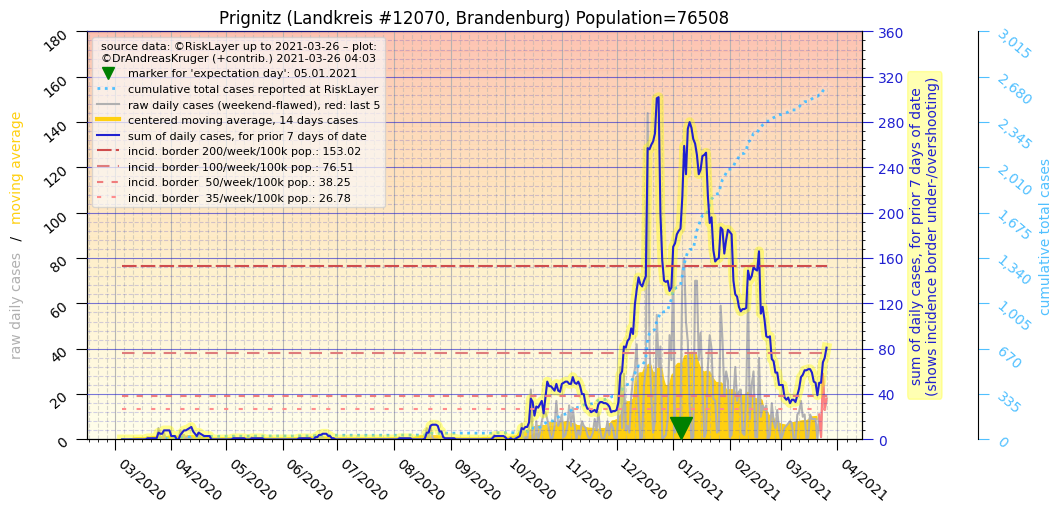 Prignitz (Landkreis #12070, Brandenburg) Population=76508
source data: ©RiskLayer up to 2021-03-26 – plot:
©DrAndreasKruger (+contrib.) 2021-03-26 04:03
marker for 'expectation day': 05.01.2021
cumulative total cases reported at RiskLayer
raw daily cases (weekend-flawed), red: last 5
centered moving average, 14 days cases
sum of daily cases, for prior 7 days of date
incid. border 200/week/100k pop.: 153.02
incid. border 100/week/100k pop.: 76.51
incid. border  50/week/100k pop.: 38.25
incid. border  35/week/100k pop.: 26.78
raw daily cases  /  moving average
180
160
140
120
100
80
60
40
20
0
03/2020
04/2020
05/2020
06/2020
07/2020
08/2020
09/2020
10/2020
11/2020
12/2020
01/2021
02/2021
03/2021
04/2021
360
320
280
240
200
160
120
80
40
0
sum of daily cases, for prior 7 days of date
(shows incidence border under-/overshooting)
3,015
2,680
2,345
2,010
1,675
1,340
1,005
670
335
0
cumulative total cases